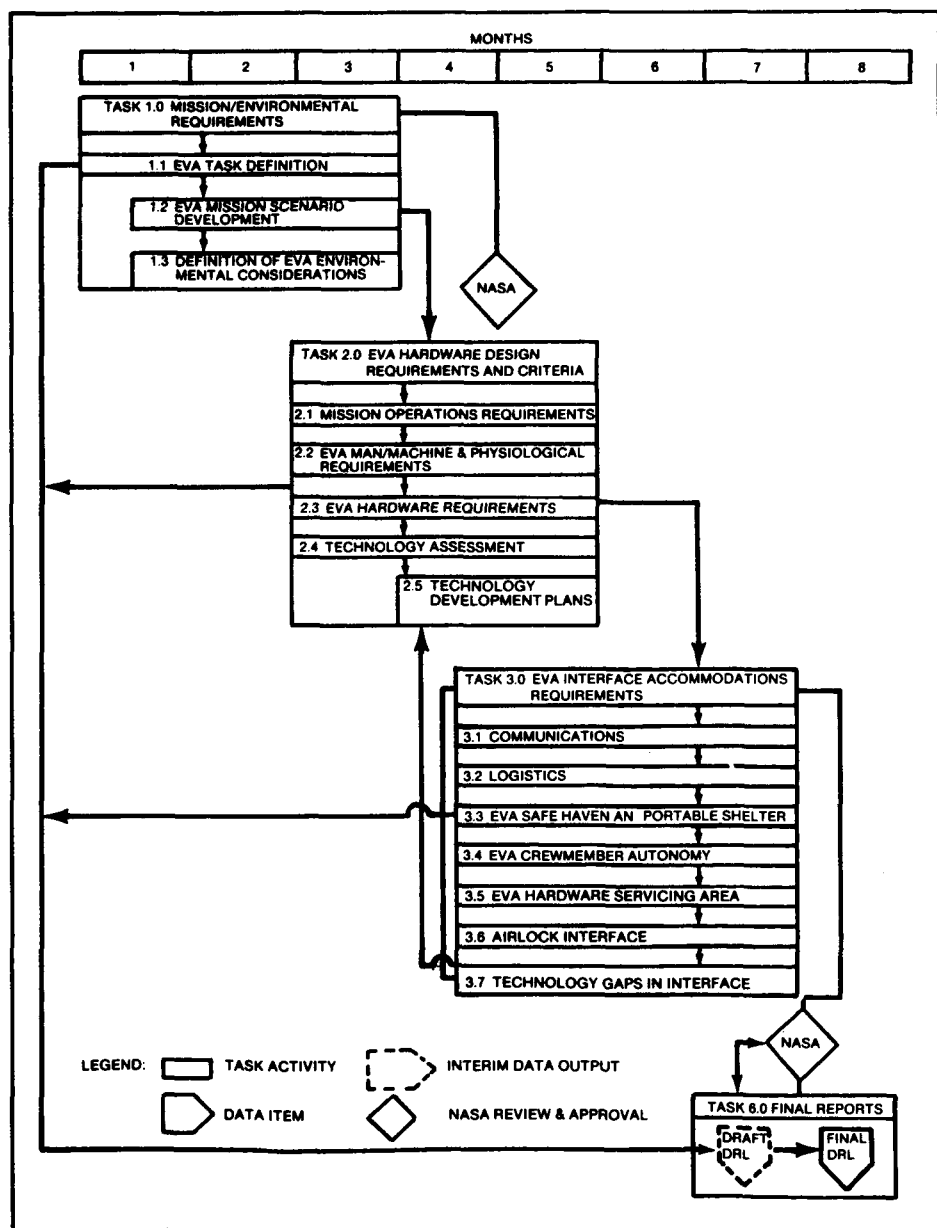 MONTHS
1 2 3 4 5 6 7 8
TASK 1.0 MISSION/ENVIRONMENTAL
REQUIREMENTS
1.1 EVA TASK DEFINITION
1.2 EVA MISSION SCENARIO
DEVELOPMENT
1.3 DEFINITION OF EVA ENVIRON-
MENTAL CONSIDERATIONS
NASA
TASK 2.0 EVA HARDWARE DESIGN
REQUIREMENTS AND CRITERIA
2.1 MISSION OPERATIONS REQUIREMENTS
2.2 EVA MAN/MACHINE & PHYSIOLOGICAL
REQUIREMENTS
2.3 EVA HARDWARE REQUIREMENTS
2.4 TECHNOLOGY ASSESSMENT
2.5 TECHNOLOGY
DEVELOPMENT PLANS
TASK 3.0 EVA INTERFACE ACCOMMODATIONS
REQUIREMENTS
3.1 COMMUNICATIONS
3.2 LOGISTICS
3.3 EVA SAFE HAVEN AN PORTABLE SHELTER
3.4 EVA CREWMEMBER AUTONOMY
3.5 EVA HARDWARE SERVICING AREA
3.6 AIRLOCK INTERFACE
3.7 TECHNOLOGY GAPS IN INTERFACE
NASA
LEGEND: TASK ACTIVITY INTERIM DATA OUTPUT
DATA ITEM NASA REVIEW & APPROVAL
TASK 6.0 FINAL REPORTS
DRAFT
DRL
FINAL
DRL